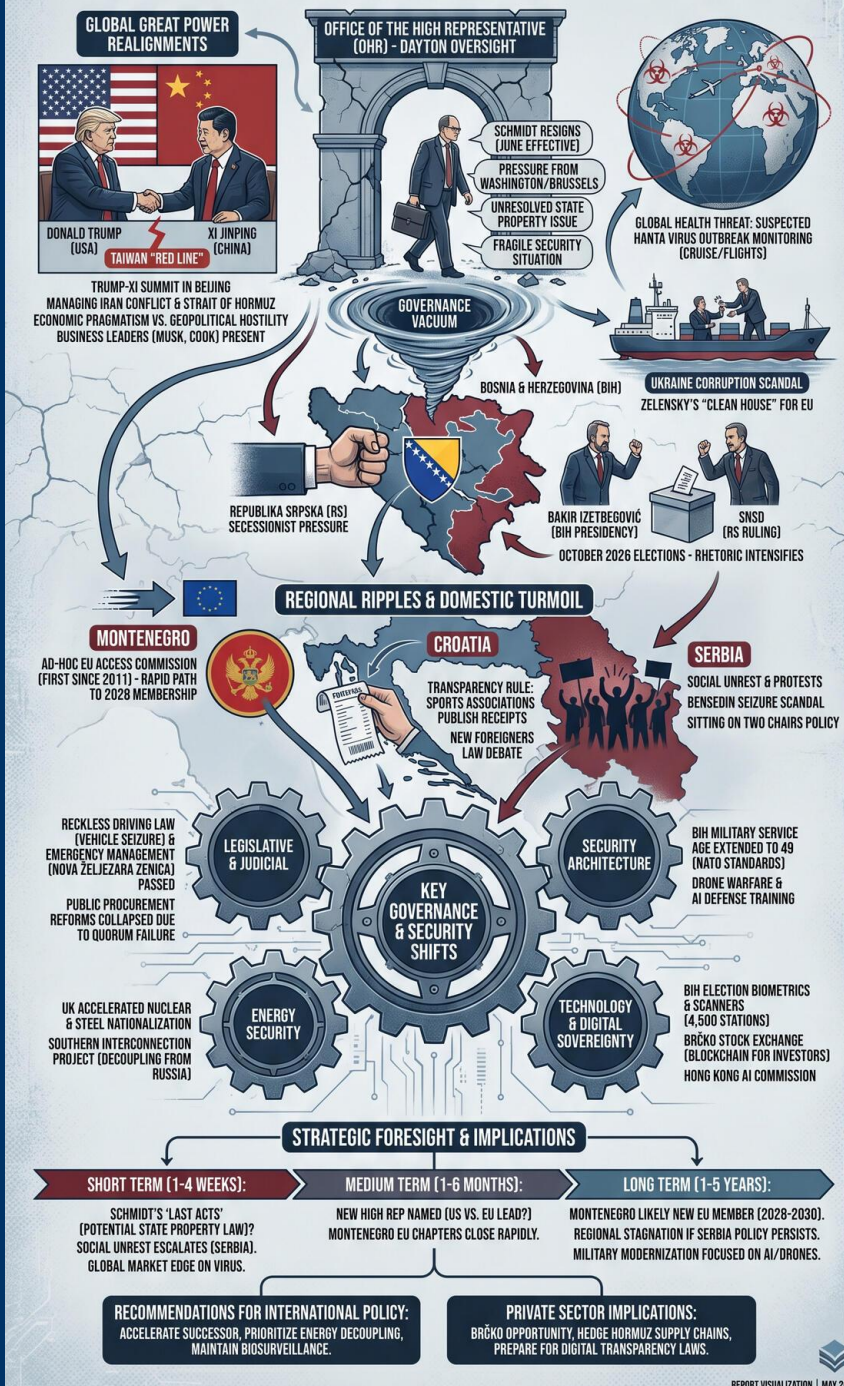 GLOBAL GREAT POWER
REALIGNMENTS
DONALD TRUMP
(USA)
XI JINPING
(CHINA)
TAIWAN "RED LINE"
TRUMP-XI SUMMIT IN BEIJING
MANAGING IRAN CONFLICT & STRAIT OF HORMUZ
ECONOMIC PRAGMATISM VS. GEOPOLITICAL HOSTILITY
BUSINESS LEADERS (MUSK, COOK) PRESENT
OFFICE OF THE HIGH REPRESENTATIVE
(OHR) - DAYTON OVERSIGHT
SCHMIDT RESIGNS
(JUNE EFFECTIVE)
PRESSURE FROM
WASHINGTON/BRUSSELS
UNRESOLVED STATE
PROPERTY ISSUE
FRAGILE SECURITY
SITUATION
GOVERNANCE
VACUUM
GLOBAL HEALTH THREAT: SUSPECTED
HANTA VIRUS OUTBREAK MONITORING
(CRUISE/FLIGHTS)
UKRAINE CORRUPTION SCANDAL
ZELENSKY'S "CLEAN HOUSE" FOR EU
BOSNIA & HERZEGOVINA (BIH)
REPUBLIKA SRPSKA (RS)
SECESSIONIST PRESSURE
BAKIR IZETBEGOVIĆ
(BIH PRESIDENCY)
SNSD
(RS RULING)
OCTOBER 2026 ELECTIONS - RHETORIC INTENSIFIES
REGIONAL RIPPLES & DOMESTIC TURMOIL
MONTENEGRO
AD-HOC EU ACCESS COMMISSION
(FIRST SINCE 2011) - RAPID PATH
TO 2028 MEMBERSHIP
CROATIA
TRANSPARENCY RULE:
SPORTS ASSOCIATIONS
PUBLISH RECEIPTS
NEW FOREIGNERS
LAW DEBATE
SERBIA
SOCIAL UNREST & PROTESTS
BENSEDIN SEIZURE SCANDAL
SITTING ON TWO CHAIRS POLICY
RECKLESS DRIVING LAW
(VEHICLE SEIZURE) &
EMERGENCY MANAGEMENT
(NOVA ŽELJEZARA ZENICA)
PASSED
PUBLIC PROCUREMENT
REFORMS COLLAPSED DUE
TO QUORUM FAILURE
LEGISLATIVE
& JUDICIAL
KEY
GOVERNANCE
& SECURITY
SHIFTS
SECURITY
ARCHITECTURE
BIH MILITARY SERVICE
AGE EXTENDED TO 49
(NATO STANDARDS)
DRONE WARFARE &
AI DEFENSE TRAINING
UK ACCELERATED NUCLEAR
& STEEL NATIONALIZATION
SOUTHERN INTERCONNECTION
PROJECT (DECOUPLING FROM
RUSSIA)
ENERGY
SECURITY
TECHNOLOGY
& DIGITAL
SOVEREIGNTY
BIH ELECTION BIOMETRICS
& SCANNERS
(4,500 STATIONS)
BRČKO STOCK EXCHANGE
(BLOCKCHAIN FOR INVESTORS)
HONG KONG AI COMMISSION
STRATEGIC FORESIGHT & IMPLICATIONS
SHORT TERM (1-4 WEEKS):
SCHMIDT'S 'LAST ACTS'
(POTENTIAL STATE PROPERTY LAW)?
SOCIAL UNREST ESCALATES (SERBIA).
GLOBAL MARKET EDGE ON VIRUS.
MEDIUM TERM (1-6 MONTHS):
NEW HIGH REP NAMED (US VS. EU LEAD?)
MONTENEGRO EU CHAPTERS CLOSE RAPIDLY.
LONG TERM (1-5 YEARS):
MONTENEGRO LIKELY NEW EU MEMBER (2028-2030).
REGIONAL STAGNATION IF SERBIA POLICY PERSISTS.
MILITARY MODERNIZATION FOCUSED ON AI/DRONES.
RECOMMENDATIONS FOR INTERNATIONAL POLICY:
ACCELERATE SUCCESSOR, PRIORITIZE ENERGY DECOUPLING,
MAINTAIN BIOSURVEILLANCE.
PRIVATE SECTOR IMPLICATIONS:
BRČKO OPPORTUNITY, HEDGE HORMUZ SUPPLY CHAINS,
PREPARE FOR DIGITAL TRANSPARENCY LAWS.
REPORT VISUALIZATION | MAY